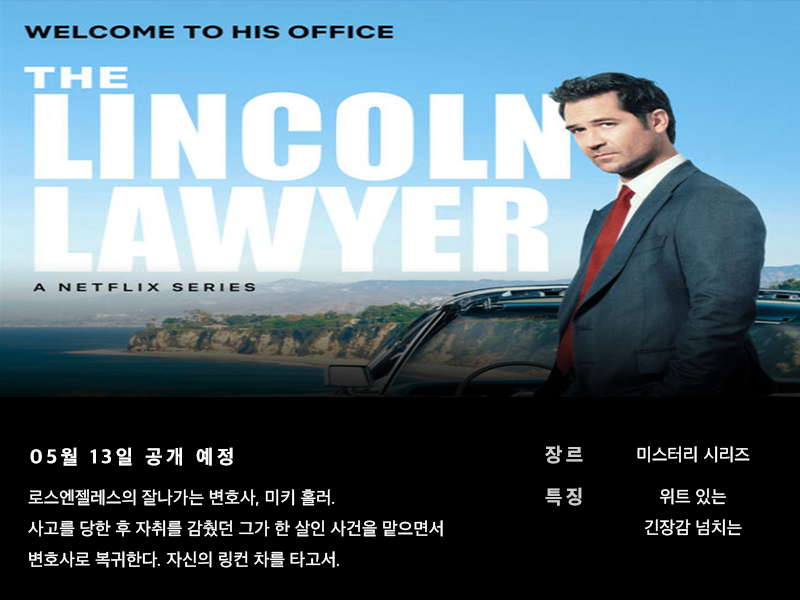 WELCOME TO HIS OFFICE
THE
LINCOLN
LAWYER
A NETFLIX SERIES
05월 13일 공개 예정
로스엔젤레스의 잘나가는 변호사, 미키 홀러.
사고를 당한 후 자취를 감췄던 그가 한 살인 사건을 맡으면서
변호사로 복귀한다. 자신의 링컨 차를 타고서.
장르 미스터리 시리즈
특징 위트 있는
긴장감 넘치는